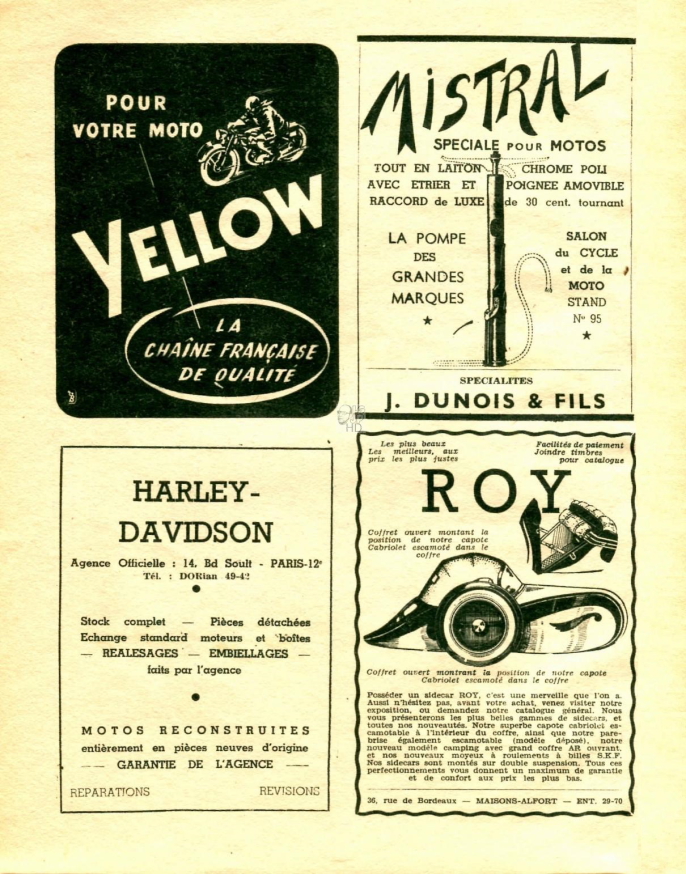 POUR
VOTRE MOTO
YELLOW
LA
CHAÎNE FRANÇAISE
DE QUALITÉ
MISTRAL
SPECIALE POUR MOTOS
TOUT EN LAITON CHROME POLI
AVEC ETRIER ET POIGNEE AMOVIBLE
RACCORD de LUXE de 30 cent. tournant
LA POMPE
DES
GRANDES
MARQUES
SALON
du CYCLE
et de la
MOTO
STAND
N° 95
SPECIALITES
J. DUNOIS & FILS
HARLEY-
DAVIDSON
Agence Officielle : 14, Bd Soult - PARIS-12e
Tél. : DORian 49-42
Stock complet — Pièces détachées
Echange standard moteurs et boîtes
— REALESAGES - EMBIELLAGES —
faits par l'agence
MOTOS RECONSTRUITES
entièrement en pièces neuves d'origine
— GARANTIE DE L'AGENCE —
REPARATIONS REVISIONS
Les plus beaux
Les meilleurs, aux
prix les plus justes
Facilités de paiement
Joindre timbres
pour catalogue
ROY
Coffret ouvert montant la
position de notre capote
Cabriolet escamoté dans le
coffre
Coffret ouvert montrant la position de notre capote
Cabriolet escamoté dans le coffre
Posséder un sidecar ROY, c'est une merveille que l'on a.
Aussi n'hésitez pas, avant votre achat, venez visiter notre
exposition, ou demandez notre catalogue général. Nous
vous présenterons les plus belles gammes de sidecars, et
toutes nos nouveautés. Notre superbe capote cabriolet es-
camotable à l'intérieur du coffre, ainsi que notre pare-
brise également escamotable (modèle déposé), notre
nouveau modèle camping avec grand coffre AR ouvrant.
et nos nouveaux moyeux à roulements à billes S.K.F.
Nos sidecars sont montés sur double suspension. Tous ces
perfectionnements vous donnent un maximum de garantie
et de confort aux prix les plus bas.
36, rue de Bordeaux — MAISONS-ALFORT — ENT. 29-70